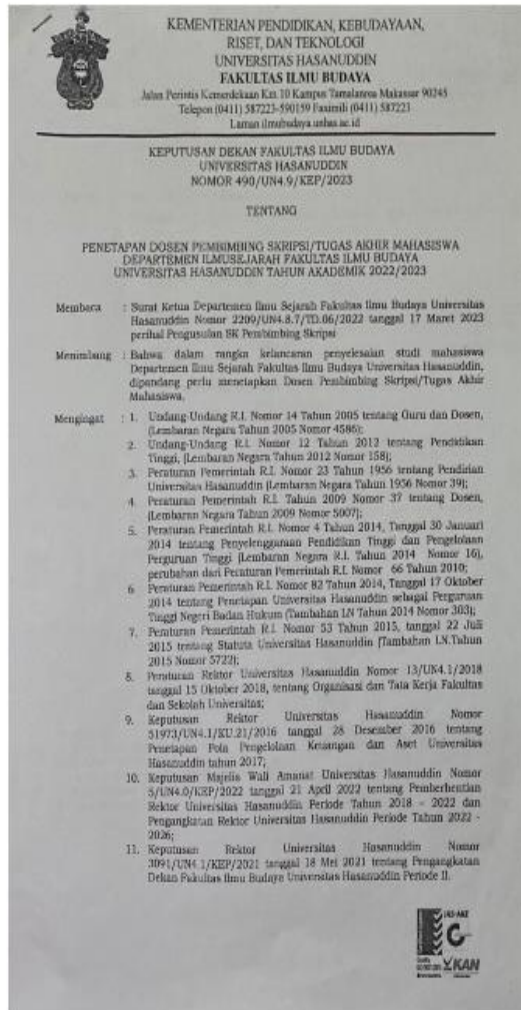 KEMENTERIAN PENDIDIKAN, KEBUDAYAAN,
RISET, DAN TEKNOLOGI
UNIVERSITAS HASANUDDIN
FAKULTAS ILMU BUDAYA
Jalan Perintis Kemerdekaan Km. 10 Kampus Tamalanrea Makassar 90245
Telepon (0411) 587223-590159 Faximili (0411) 587223
Laman ilmubudaya.unhas.ac.id
KEPUTUSAN DEKAN FAKULTAS ILMU BUDAYA
UNIVERSITAS HASANUDDIN
NOMOR 490/UN4.9/KEP/2023
TENTANG
PENETAPAN DOSEN PEMBIMBING SKRIPSI/TUGAS AKHIR MAHASISWA
DEPARTEMEN ILMUSEJARAH FAKULTAS ILMU BUDAYA
UNIVERSITAS HASANUDDIN TAHUN AKADEMIK 2022/2023
Membaca : Surat Ketua Departemen Ilmu Sejarah Fakultas Ilmu Budaya Universitas
Hasanuddin Nomor 2209/UN4.8.7/TD.06/2022 tanggal 17 Maret 2023
perihal Pengusulan SK Pembimbing Skripsi
Menimbang : Bahwa dalam rangka kelancaran penyelesaian studi mahasiswa
Departemen Ilmu Sejarah Fakultas Ilmu Budaya Universitas Hasanuddin,
dipandang perlu menetapkan Dosen Pembimbing Skripsi/Tugas Akhir
Mahasiswa.
Mengingat : 1. Undang-Undang R.I. Nomor 14 Tahun 2005 tentang Guru dan Dosen,
(Lembaran Negara Tahun 2005 Nomor 4586);
2. Undang-Undang R.I. Nomor 12 Tahun 2012 tentang Pendidikan
Tinggi, (Lembaran Negara Tahun 2012 Nomor 158);
3. Peraturan Pemerintah R.I. Nomor 23 Tahun 1956 tentang Pendirian
Universitas Hasanuddin (Lembaran Negara Tahun 1956 Nomor 39);
4. Peraturan Pemerintah R.I. Tahun 2009 Nomor 37 tentang Dosen,
(Lembaran Negara Tahun 2009 Nomor 5007);
5. Peraturan Pemerintah R.I. Nomor 4 Tahun 2014, Tanggal 30 Januari
2014 tentang Penyelenggaraan Pendidikan Tinggi dan Pengelolaan
Perguruan Tinggi (Lembaran Negara R.I. Tahun 2014 Nomor 16),
perubahan dari Peraturan Pemerintah R.I. Nomor 66 Tahun 2010;
6 Peraturan Pemerintah R.I. Nomor 82 Tahun 2014, Tanggal 17 Oktober
2014 tentang Penetapan Universitas Hasanuddin sebagai Perguruan
Tinggi Negeri Badan Hukum (Tambahan LN Tahun 2014 Nomor 303);
7. Peraturan Pemerintah R.I. Nomor 53 Tahun 2015, tanggal 22 Juli
2015 tentang Statuta Universitas Hasanuddin (Tambahan LN.Tahun
2015 Nomor 5722);
8. Peraturan Rektor Universitas Hasanuddin Nomor 13/UN4.1/2018
tanggal 15 Oktober 2018, tentang Organisasi dan Tata Kerja Fakultas
dan Sekolah Universitas;
9. Keputusan Rektor Universitas Hasanuddin Nomor
51973/UN4.1/KU.21/2016 tanggal 28 Desember 2016 tentang
Penetapan Pola Pengelolaan Keuangan dan Aset Universitas
Hasanuddin tahun 2017;
10. Keputusan Majelis Wali Amanat Universitas Hasanuddin Nomor
5/UN4.0/KEP/2022 tanggal 21 April 2022 tentang Pemberhentian
Rektor Universitas Hasanuddin Periode Tahun 2018 - 2022 dan
Pengangkatan Rektor Universitas Hasanuddin Periode Tahun 2022 -
2026;
11. Keputusan Rektor Universitas Hasanuddin Nomor
3091/UN4.1/KEP/2021 tanggal 18 Mei 2021 tentang Pengangkatan
Dekan Fakultas Ilmu Budaya Universitas Hasanuddin Periode II.
KAN